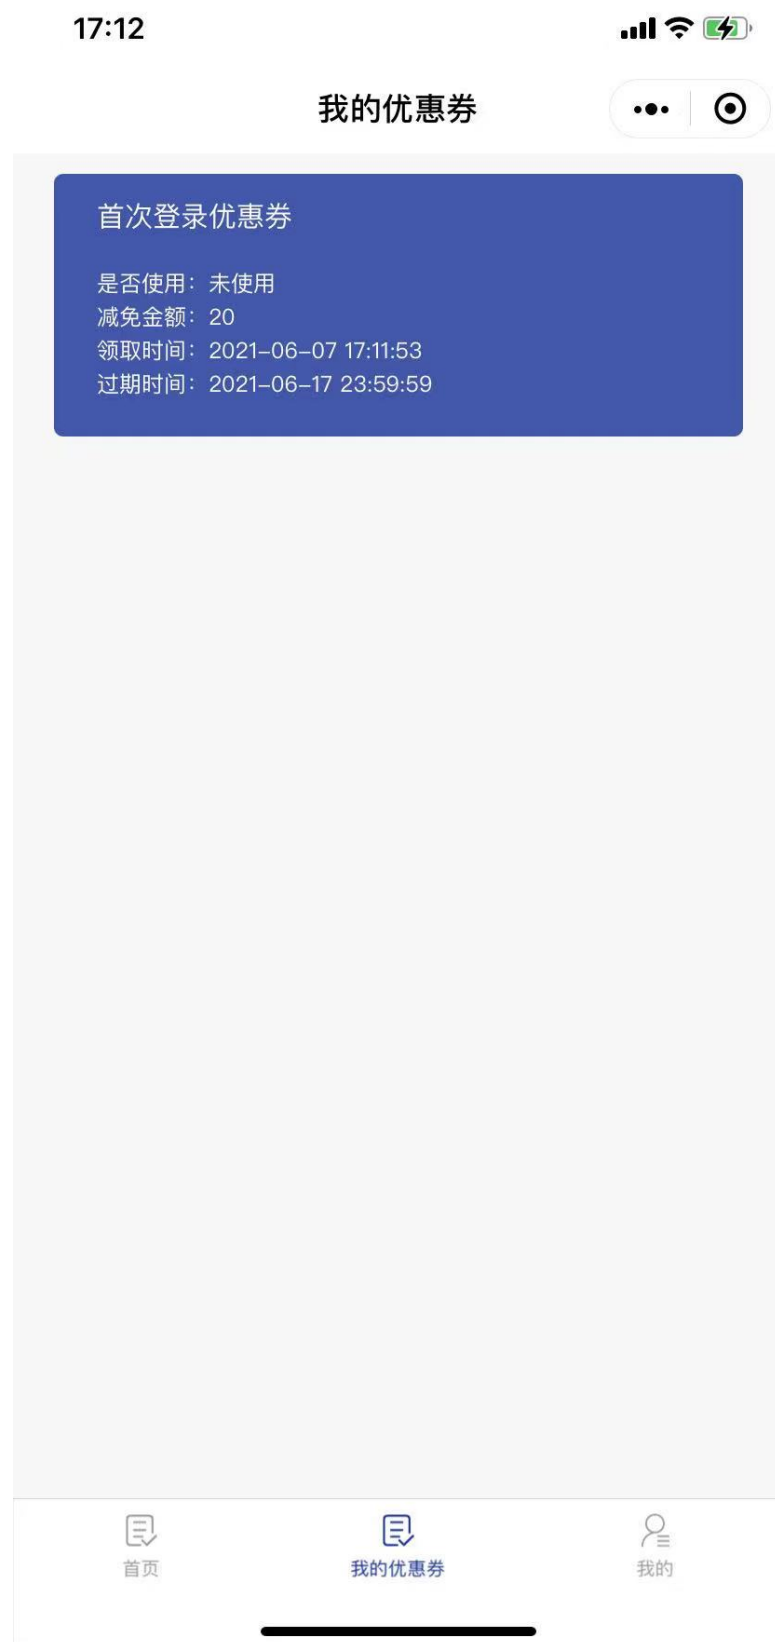 17:12
我的优惠券
首次登录优惠券
是否使用：未使用
减免金额：20
领取时间：2021-06-07 17:11:53
过期时间：2021-06-17 23:59:59
首页
我的优惠券
我的